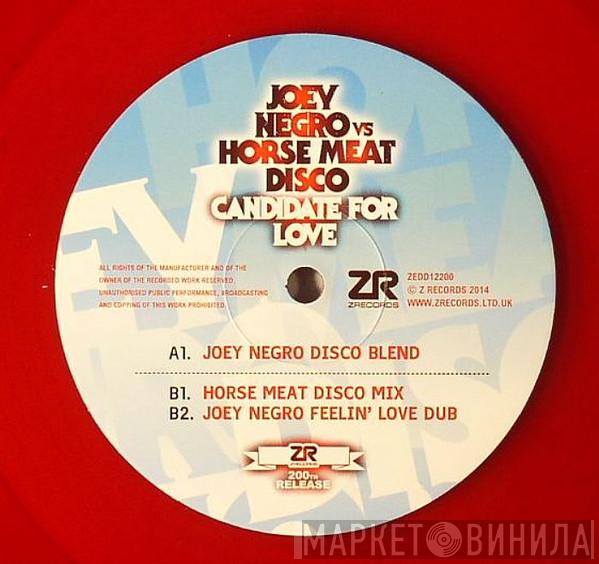 JOEY
NEGRO VS
HORSE MEAT
DISCO
CANDIDATE FOR
LOVE
ALL RIGHTS OF THE MANUFACTURER AND OF THE
OWNER OF THE RECORDED WORK RESERVED.
UNAUTHORISED PUBLIC PERFORMANCE, BROADCASTING
AND COPYING OF THIS WORK PROHIBITED.
ZR
ZRECORDS
ZEDD12200
© Z RECORDS 2014
WWW.ZRECORDS.LTD.UK
A1. JOEY NEGRO DISCO BLEND
B1. HORSE MEAT DISCO MIX
B2. JOEY NEGRO FEELIN' LOVE DUB
ZR
ZRECORDS
200TH
RELEASE
МАРКЕТ ВИНИЛА